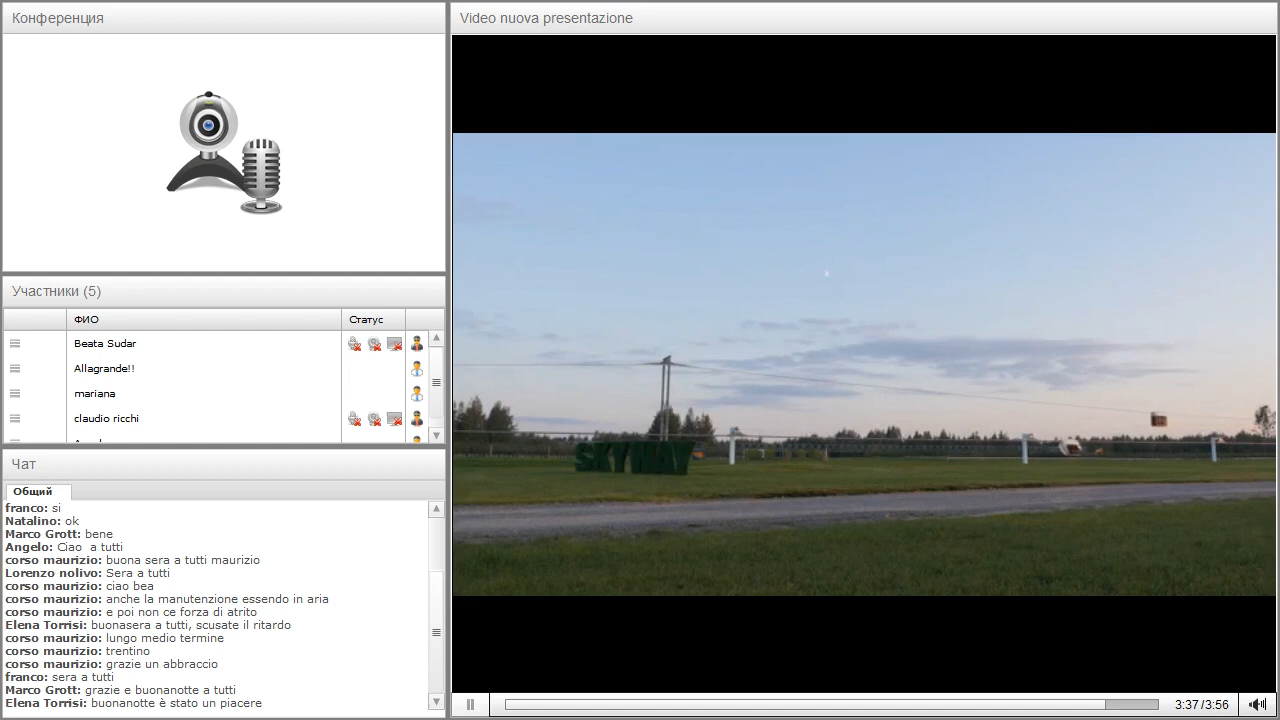 Конференция
Video nuova presentazione
SKYWAY
Участники (5)
ФИО
Статус
Beata Sudar
Allagrande!!
mariana
claudio ricchi
Чат
Общий
franco: si
Natalino: ok
Marco Grott: bene
Angelo: Ciao  a tutti
corso maurizio: buona sera a tutti maurizio
Lorenzo nolivo: Sera a tutti
corso maurizio: ciao bea
corso maurizio: anche la manutenzione essendo in aria
corso maurizio: e poi non ce forza di atrito
Elena Torrisi: buonasera a tutti, scusate il ritardo
corso maurizio: lungo medio termine
corso maurizio: trentino
corso maurizio: grazie un abbraccio
franco: sera a tutti
Marco Grott: grazie e buonanotte a tutti
Elena Torrisi: buonanotte è stato un piacere
3:37/3:56